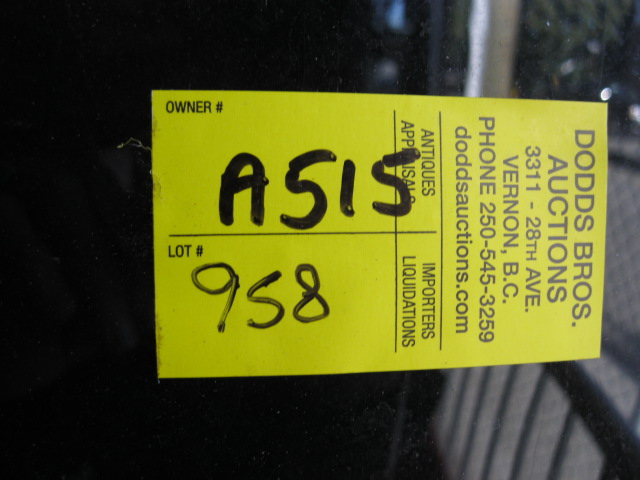 OWNER #
A515
LOT #
958
DODDS BROS.
AUCTIONS
3311 - 28TH AVE.
VERNON, B.C.
PHONE 250-545-3259
doddsauctions.com
ANTIQUES IMPORTERS
APPRAISALS LIQUIDATIONS